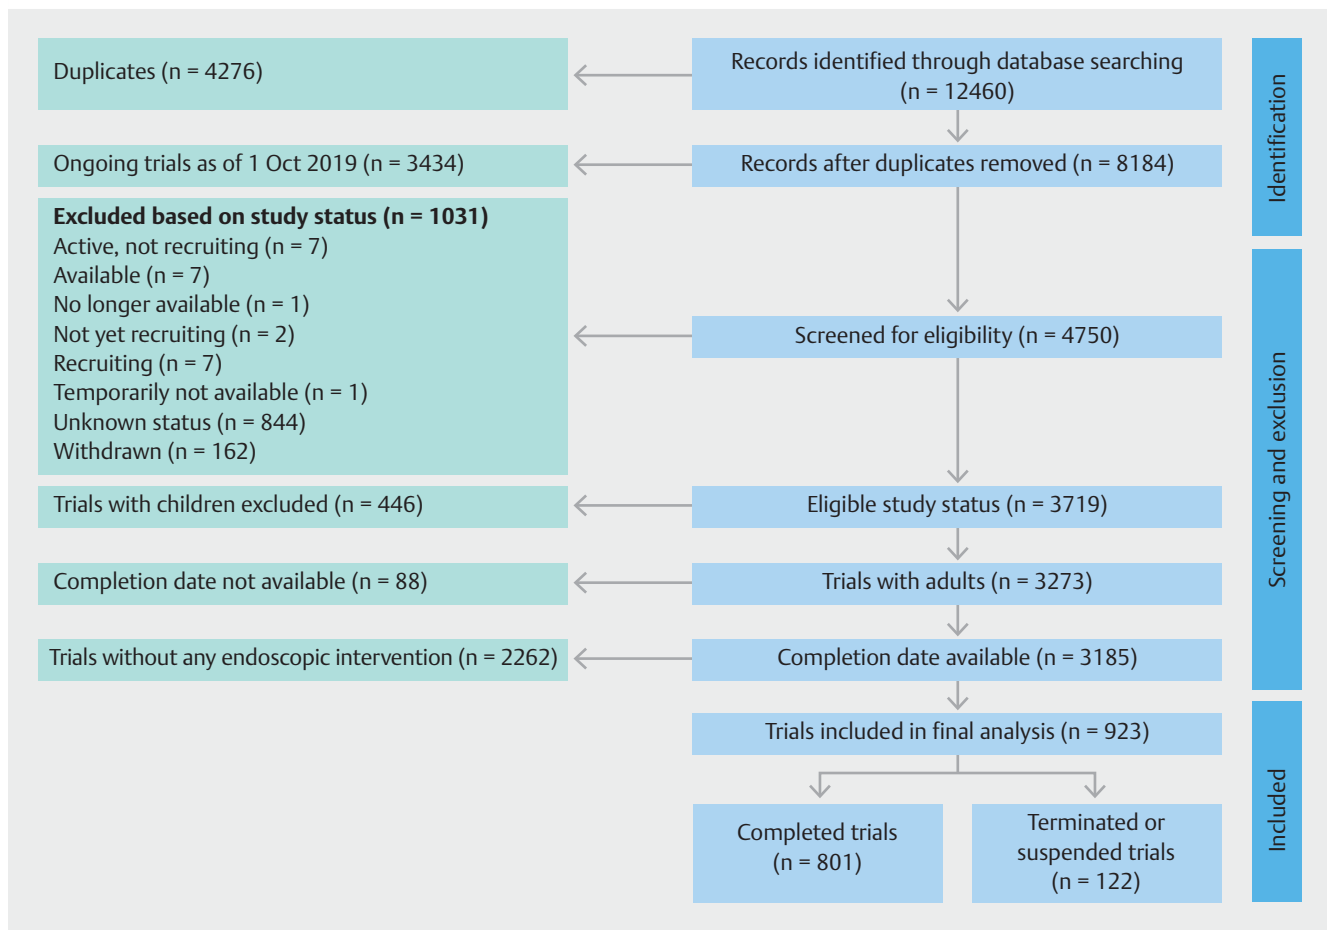 Duplicates (n = 4276)
Records identified through database searching
(n = 12460)
Identification
Ongoing trials as of 1 Oct 2019 (n = 3434)
Records after duplicates removed (n = 8184)
Excluded based on study status (n = 1031)
Active, not recruiting (n = 7)
Available (n = 7)
No longer available (n = 1)
Not yet recruiting (n = 2)
Recruiting (n = 7)
Temporarily not available (n = 1)
Unknown status (n = 844)
Withdrawn (n = 162)
Screened for eligibility (n = 4750)
Screening and exclusion
Trials with children excluded (n = 446)
Eligible study status (n = 3719)
Completion date not available (n = 88)
Trials with adults (n = 3273)
Trials without any endoscopic intervention (n = 2262)
Completion date available (n = 3185)
Trials included in final analysis (n = 923)
Included
Completed trials
(n = 801)
Terminated or
suspended trials
(n = 122)